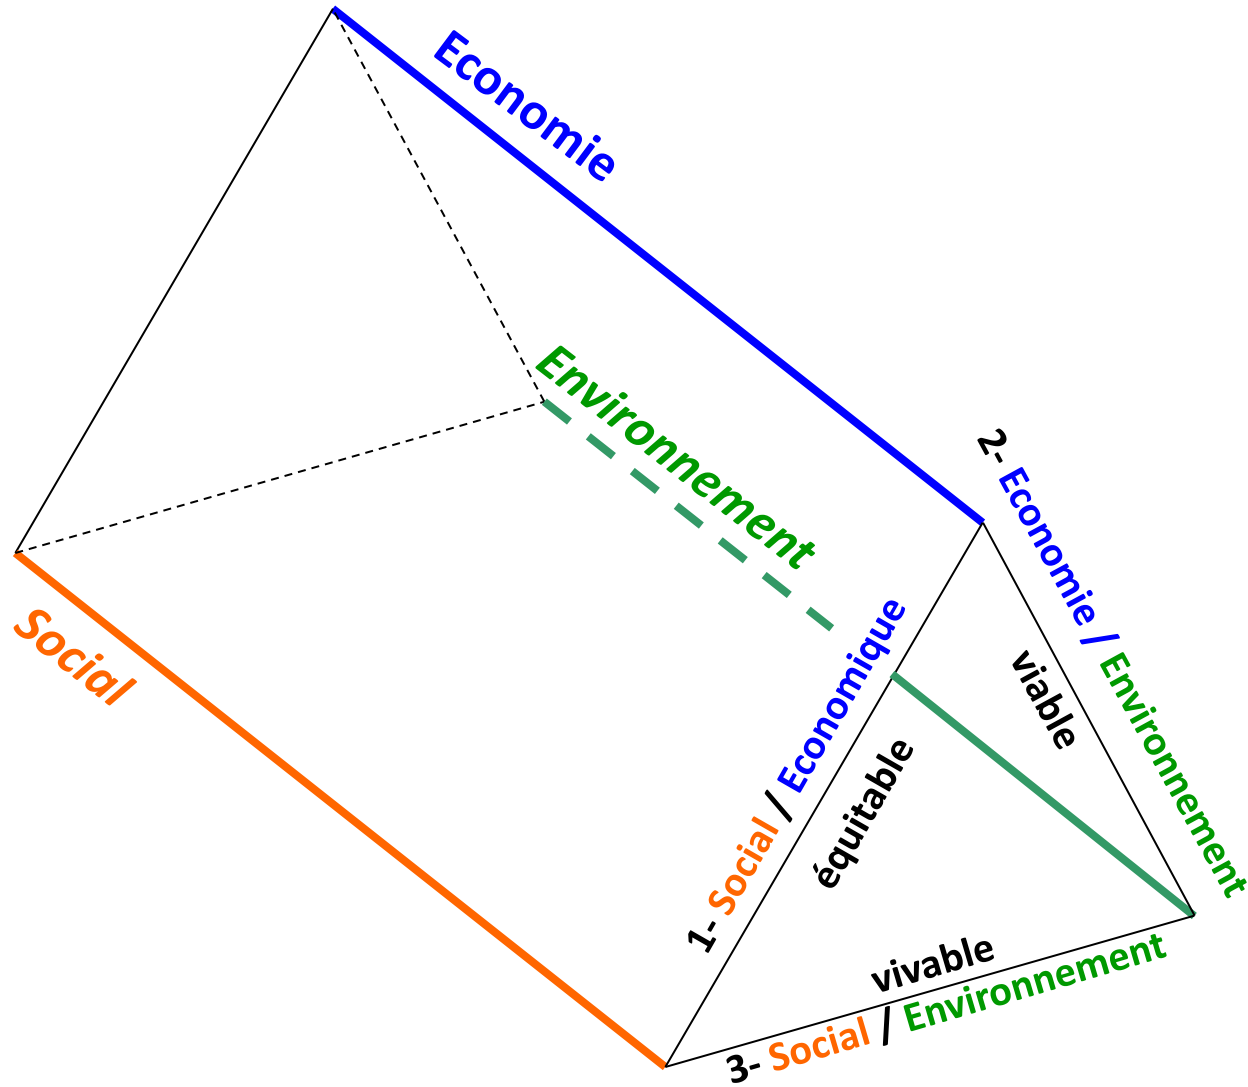 Economie
Environnement
Social
1- Social / Economique
équitable
2- Economie / Environnement
viable
vivable
3- Social / Environnement